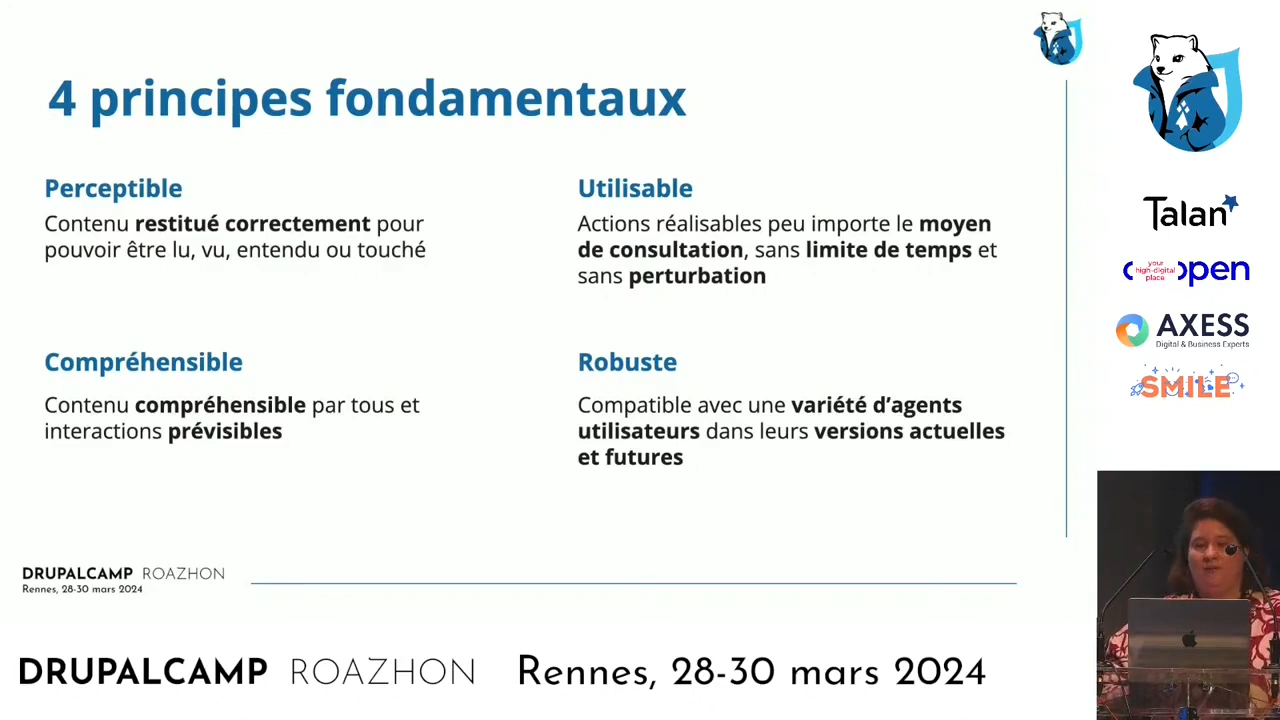 4 principes fondamentaux
Perceptible
Contenu restitué correctement pour
pouvoir être lu, vu, entendu ou touché
Utilisable
Actions réalisables peu importe le moyen
de consultation, sans limite de temps et
sans perturbation
Compréhensible
Contenu compréhensible par tous et
interactions prévisibles
Robuste
Compatible avec une variété d’agents
utilisateurs dans leurs versions actuelles
et futures
DRUPALCAMP ROAZHON
Rennes, 28-30 mars 2024
Talan
your
high-digital
place
open
AXESS
Digital & Business Experts
SMILE
DRUPALCAMP ROAZHON Rennes, 28-30 mars 2024